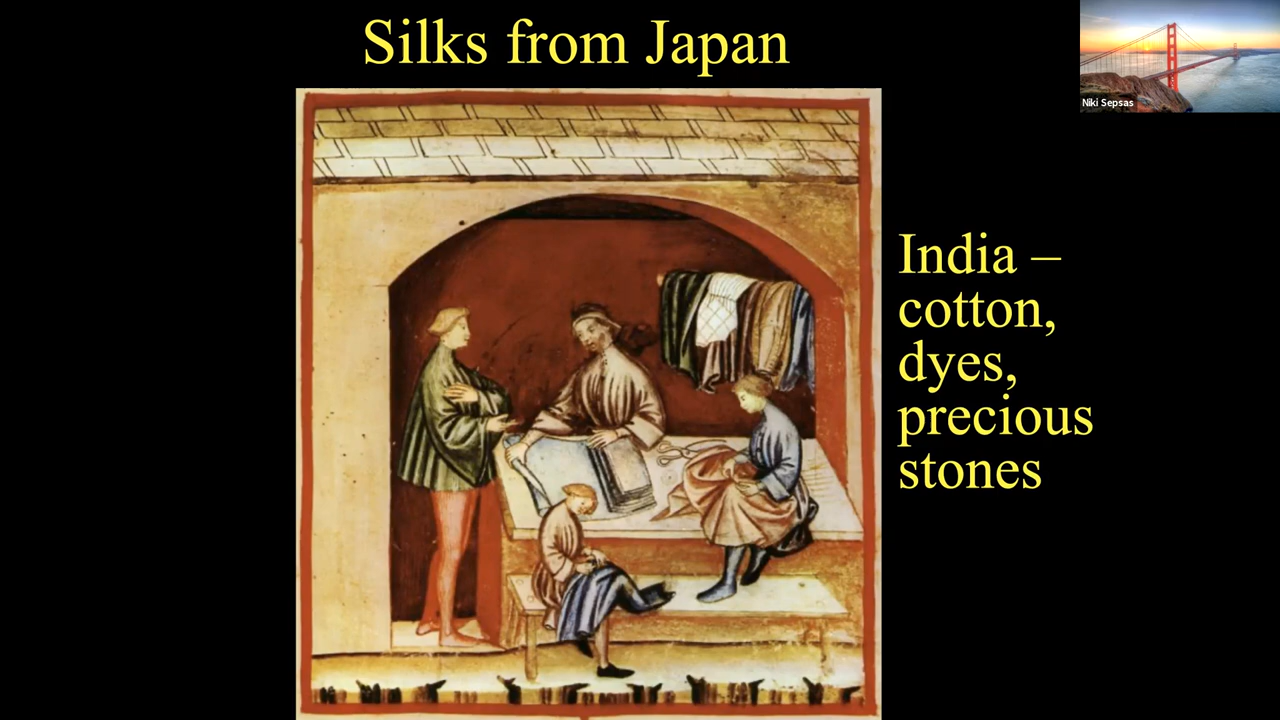 Silks from Japan
Niki Sepsas
India –
cotton,
dyes,
precious
stones